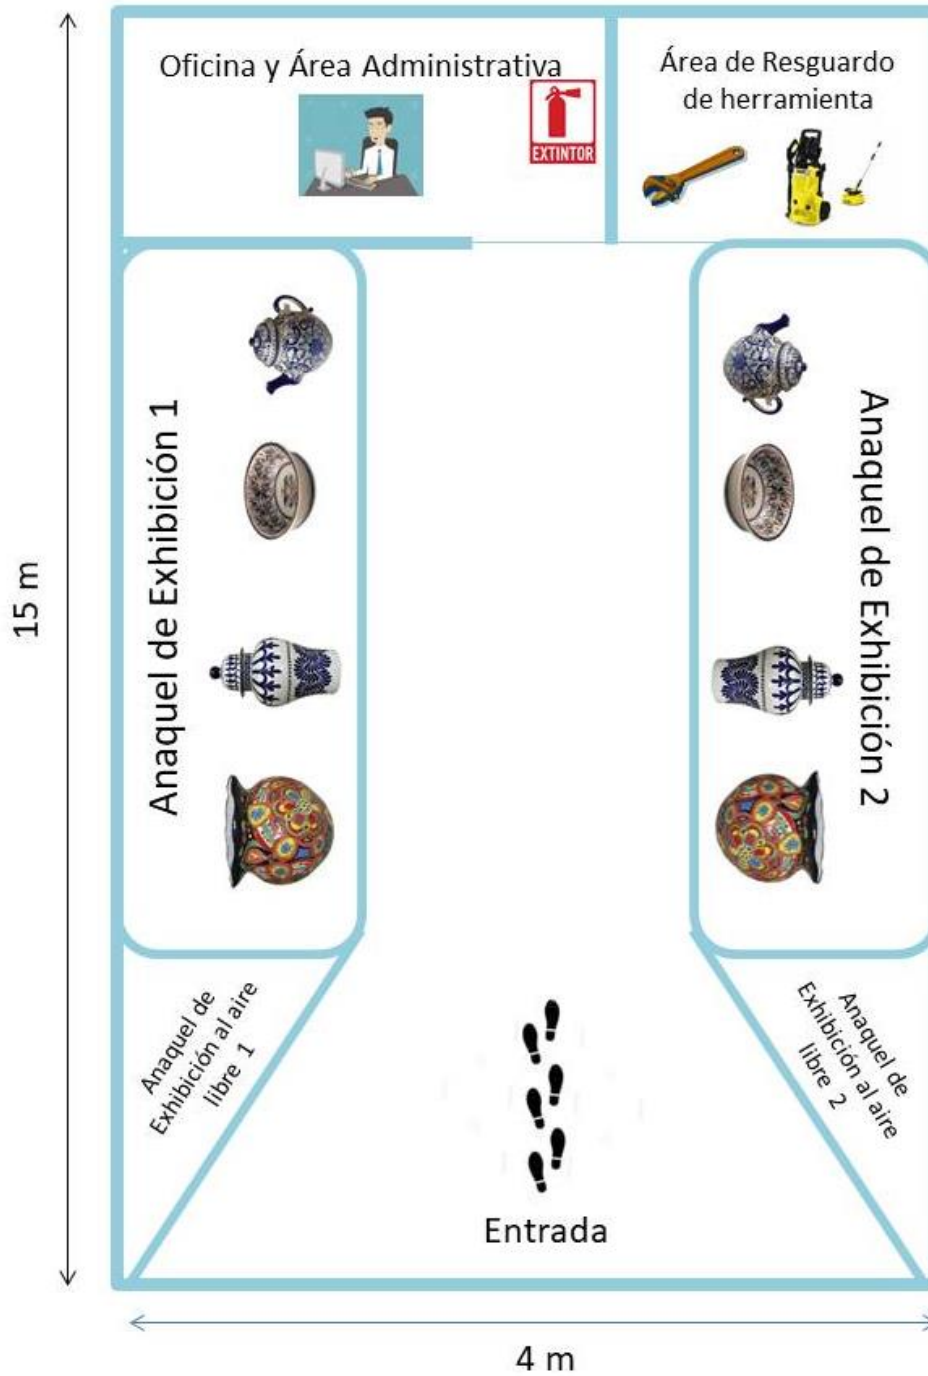 Oficina y Área Administrativa
EXTINTOR
Área de Resguardo
de herramienta
Anaquel de Exhibición 1
Anaquel de Exhibición 2
15 m
Anaquel de
Exhibición al aire
libre 1
Anaquel de
Exhibición al aire
libre 2
Entrada
4 m